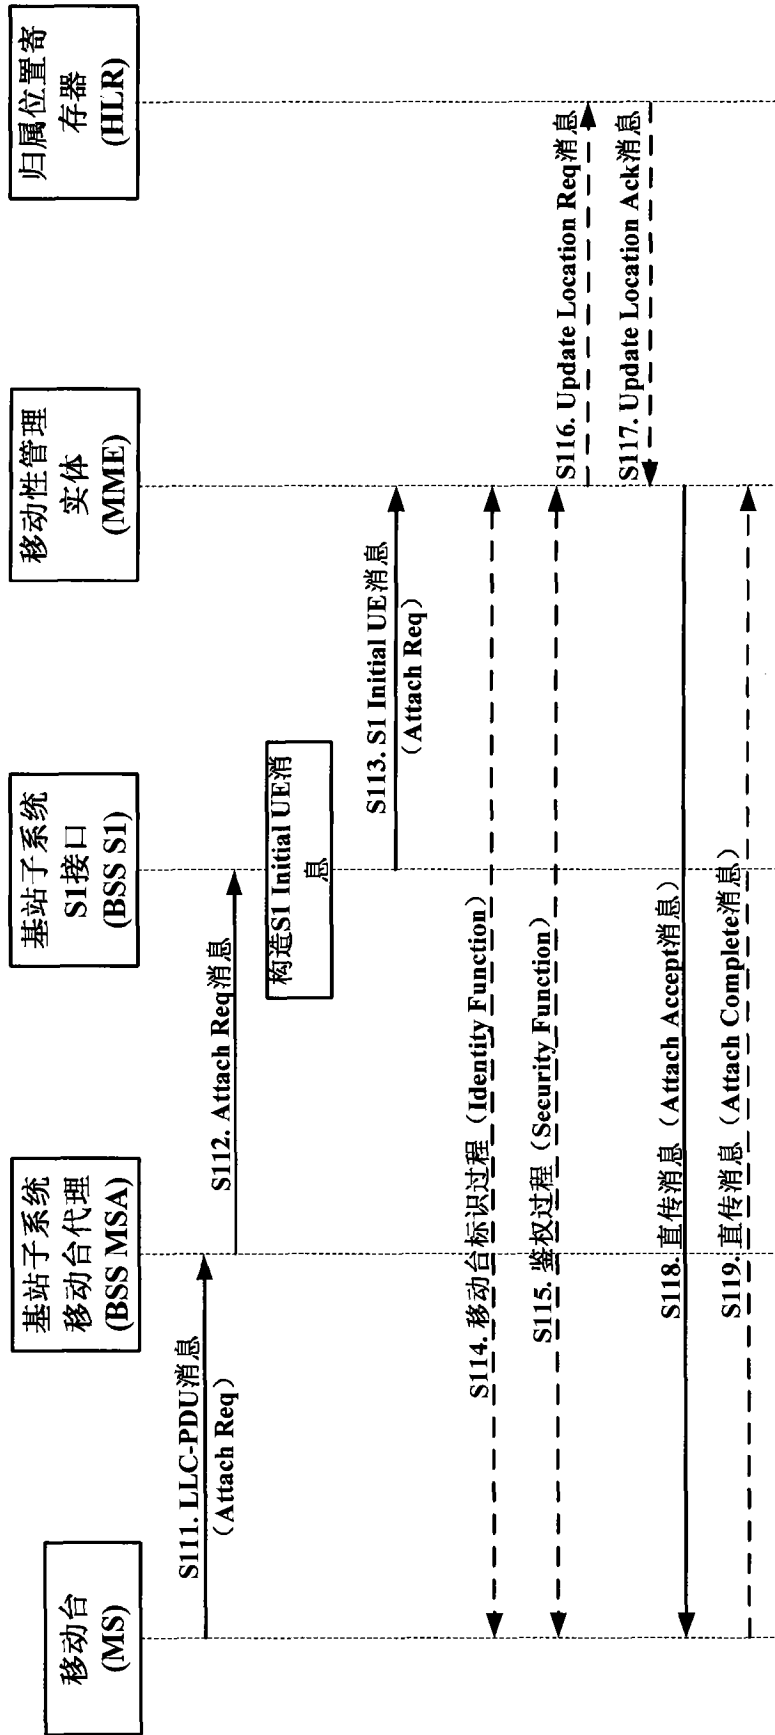 移动台
(MS)
基站子系统
移动台代理
(BSS MSA)
基站子系统
S1接口
(BSS S1)
移动性管理
实体
(MME)
归属位置寄
存器
(HLR)
S111. LLC-PDU消息
（Attach Req）
S112. Attach Req消息
构造S1 Initial UE消
息
S113. S1 Initial UE消息
（Attach Req）
S114. 移动台标识过程（Identity Function）
S115. 鉴权过程（Security Function）
S116. Update Location Req消息
S117. Update Location Ack消息
S118. 直传消息（Attach Accept消息）
S119. 直传消息（Attach Complete消息）